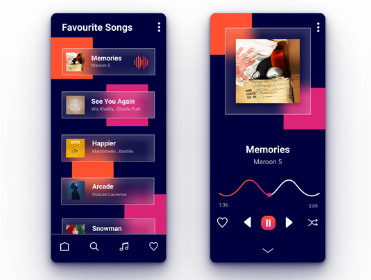 Favourite Songs
Memories
Maroon 5
See You Again
Wiz Khalifa, Charlie Puth
Happier
Marshmello, Bastille
Arcade
Duncan Laurence
Snowman
Memories
Maroon 5
1:36
3:09